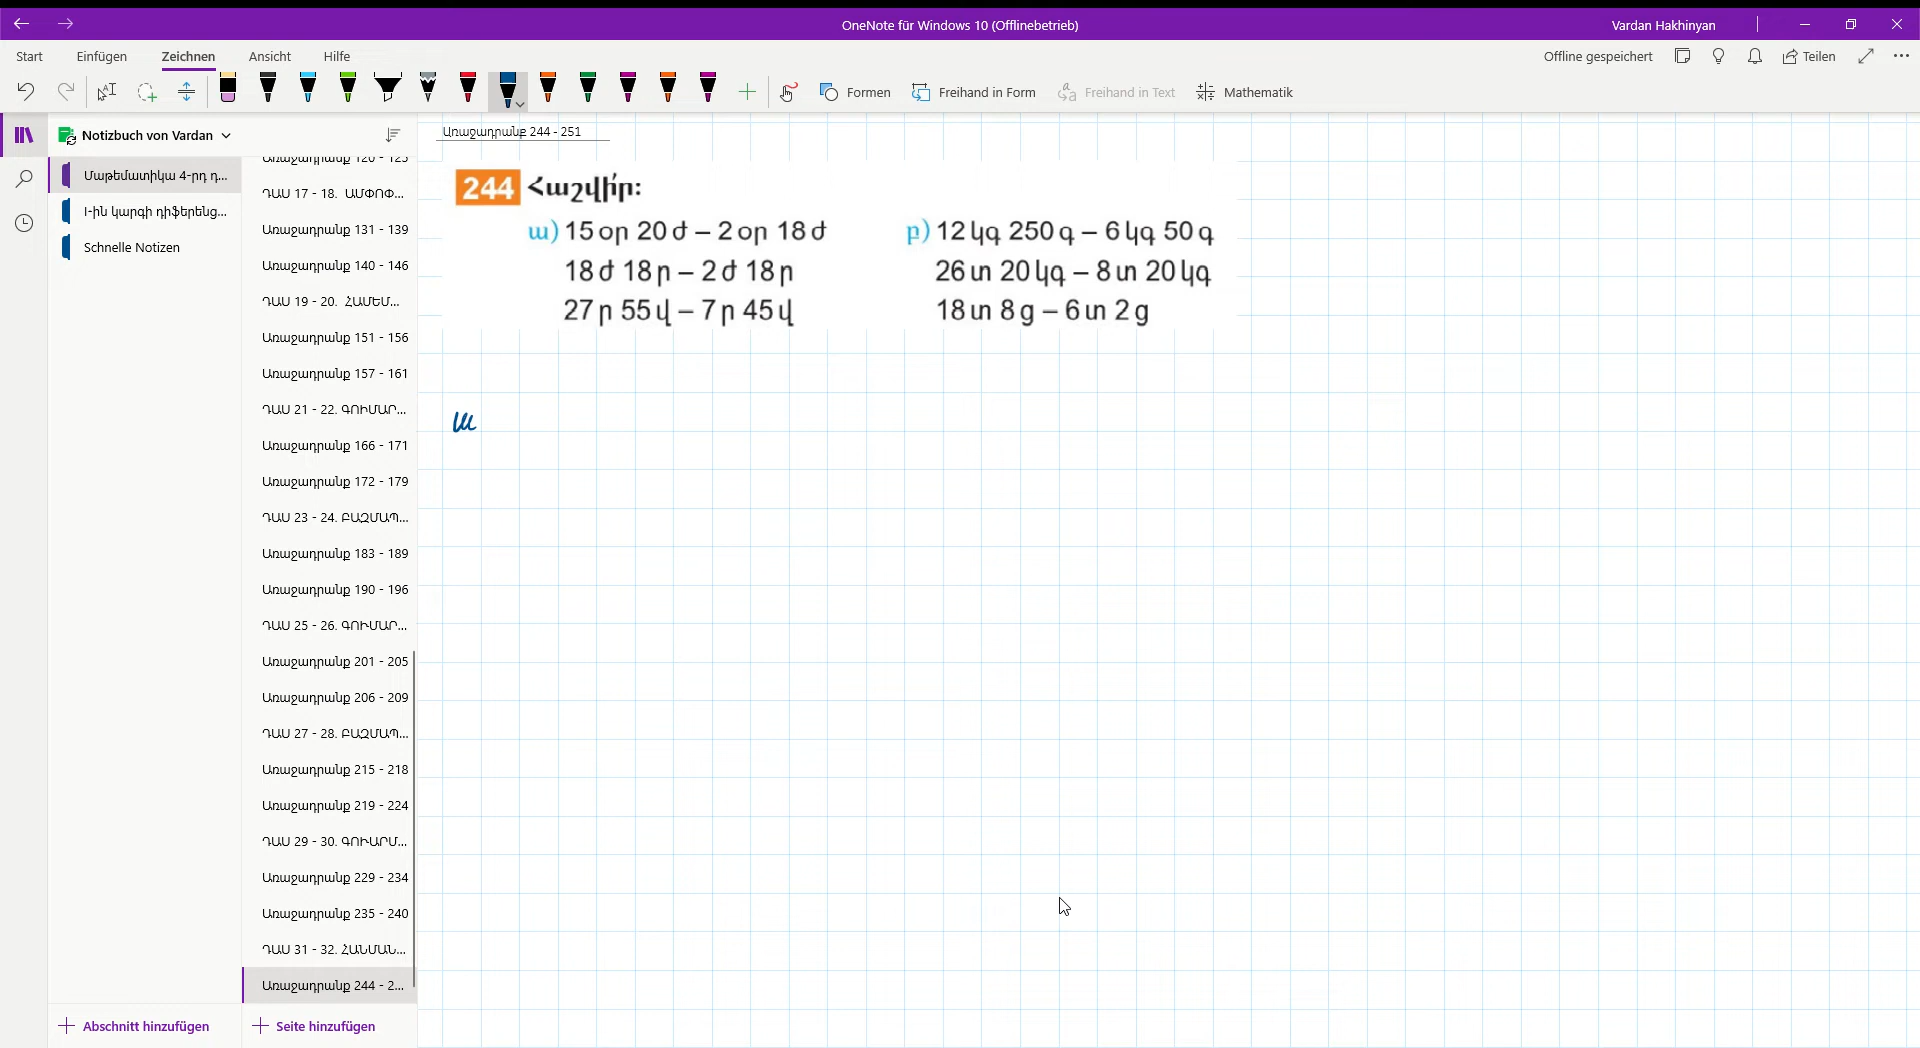 OneNote für Windows 10 (Offlinebetrieb)
Vardan Hakhinyan
Start Einfügen Zeichnen Ansicht Hilfe
Offline gespeichert Teilen
Formen Freihand in Form Freihand in Text Mathematik
Notizbuch von Vardan
Մաթեմատիկա 4-րդ դ...
I-ին կարգի դիֆերենց...
Schnelle Notizen
Առաջադրանք 120 - 125
ԴԱՍ 17 - 18. ԱՄՓՈՓ...
Առաջադրանք 131 - 139
Առաջադրանք 140 - 146
ԴԱՍ 19 - 20. ՀԱՄԵՄ...
Առաջադրանք 151 - 156
Առաջադրանք 157 - 161
ԴԱՍ 21 - 22. ԳՈՒՄԱՐ...
Առաջադրանք 166 - 171
Առաջադրանք 172 - 179
ԴԱՍ 23 - 24. ԲԱԶՄԱՊ...
Առաջադրանք 183 - 189
Առաջադրանք 190 - 196
ԴԱՍ 25 - 26. ԳՈՒՄԱՐ...
Առաջադրանք 201 - 205
Առաջադրանք 206 - 209
ԴԱՍ 27 - 28. ԲԱԶՄԱՊ...
Առաջադրանք 215 - 218
Առաջադրանք 219 - 224
ԴԱՍ 29 - 30. ԳՈՒԱՐՄ...
Առաջադրանք 229 - 234
Առաջադրանք 235 - 240
ԴԱՍ 31 - 32. ՀԱՆՄԱՆ...
Առաջադրանք 244 - 2...
Abschnitt hinzufügen
Seite hinzufügen
Առաջադրանք 244 - 251
244 Հաշվի՛ր:
ա) 15 օր 20 ժ – 2 օր 18 ժ
18 ժ 18 ր – 2 ժ 18 ր
27 ր 55 վ – 7 ր 45 վ
բ) 12 կգ 250 գ – 6 կգ 50 գ
26 տ 20 կգ – 8 տ 20 կգ
18 տ 8 ց – 6 տ 2 ց
ա